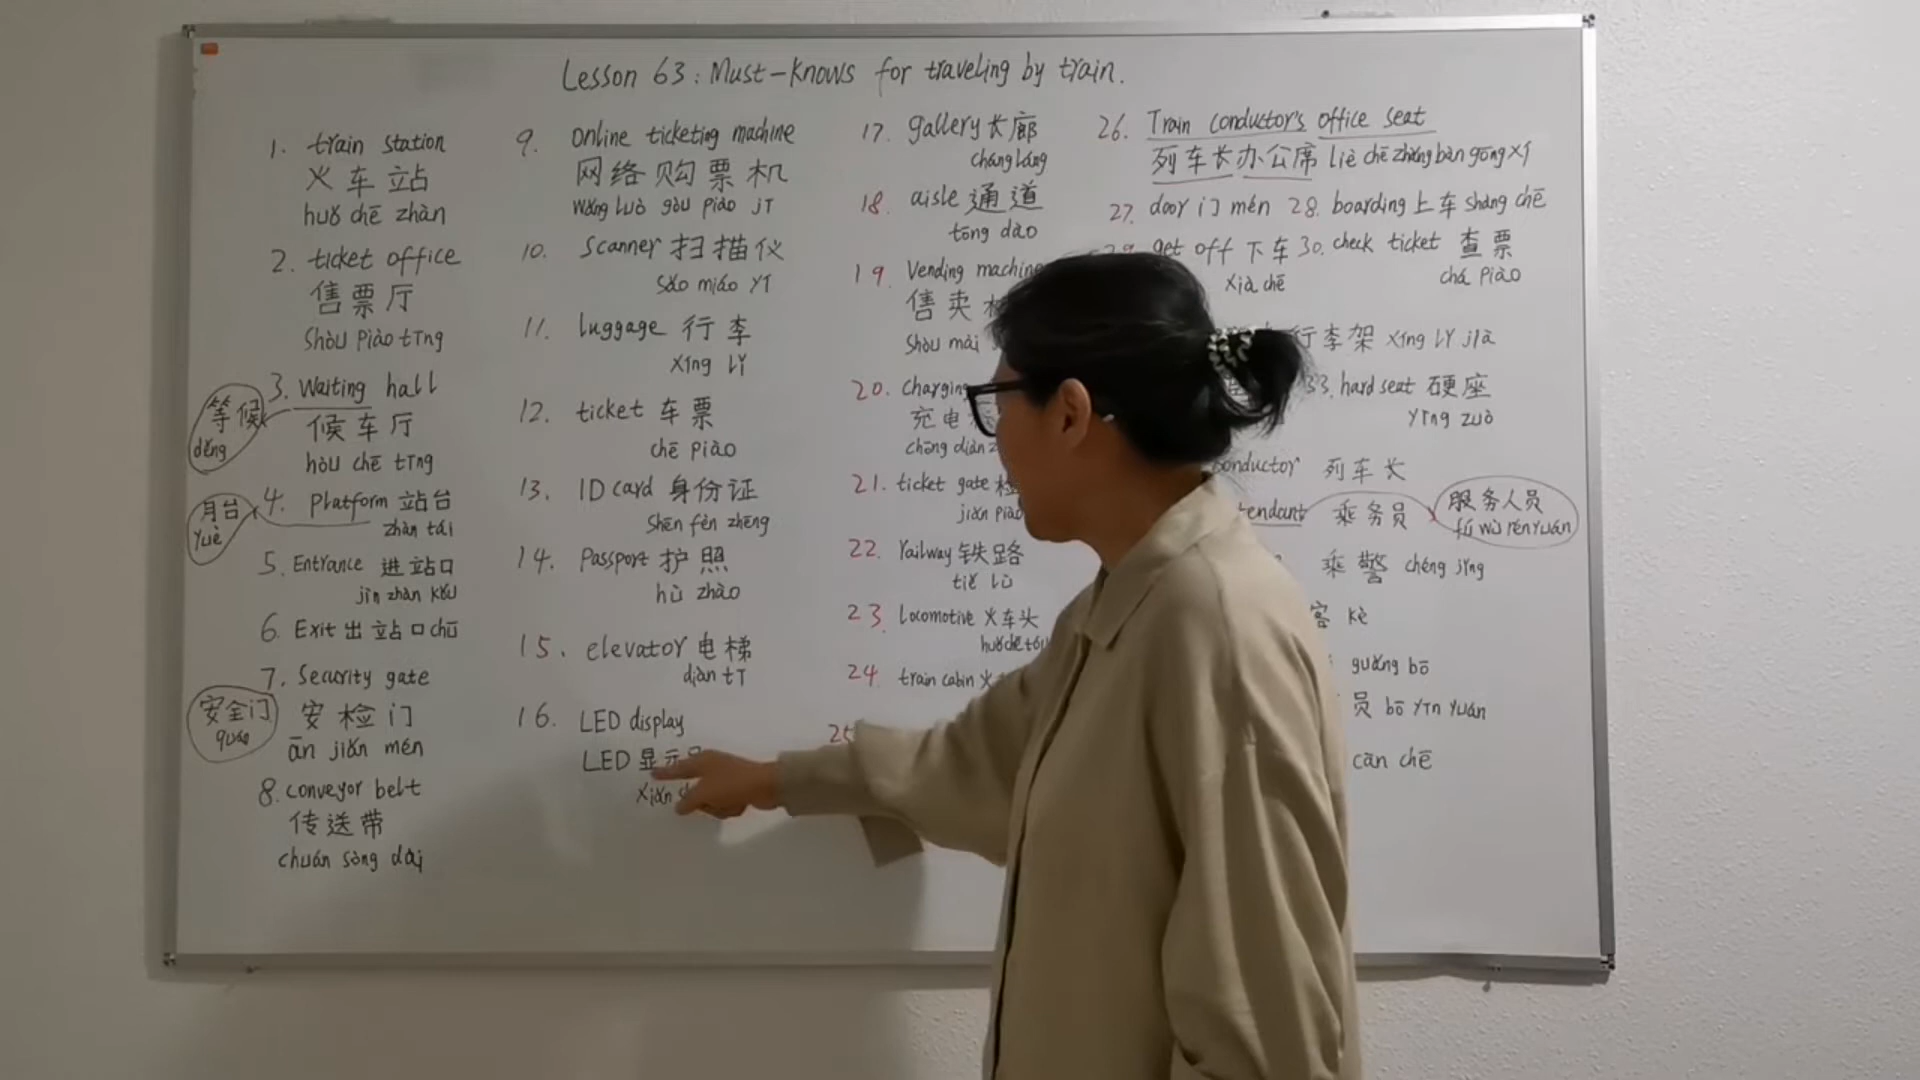 Lesson 63: Must-Knows for traveling by train.
1. train station
火车站
huǒ chē zhàn
2. ticket office
售票厅
shòu piào tīng
3. Waiting hall
等候
děng
候车厅
hòu chē tīng
4. Platform 站台
zhàn tái
月台
yuè
5. Entrance 进站口
jìn zhàn kǒu
6. Exit 出站口 chū
7. Security gate
安全门
quán
安检门
ān jiǎn mén
8. conveyor belt
传送带
chuán sòng dài
9. Online ticketing machine
网络购票机
wǎng luò gòu piào jī
10. Scanner 扫描仪
sǎo miáo yí
11. luggage 行李
xíng lǐ
12. ticket 车票
chē piào
13. ID card 身份证
shēn fèn zhēng
14. Passport 护照
hù zhào
15. elevator 电梯
diàn tī
16. LED display
LED 显示
xiǎn
17. gallery 长廊
cháng láng
18. aisle 通道
tōng dào
19. Vending machine
售卖
shòu mài
20. Charging
充电
chōng diàn
21. ticket gate 检
jiǎn piào
22. railway 铁路
tiě lù
23. Locomotive 火车头
huǒ chē tóu
24. train cabin 火
25
26. Train conductor's office seat
列车长办公席 liè chē zhǎng bàn gōng xí
27. door 门 mén 28. boarding 上车 shàng chē
get off 下车 30. check ticket 查票
xià chē chá piào
行李架 xíng lǐ jià
33. hard seat 硬座
yìng zuò
conductor 列车长
tendant 乘务员
服务人员
fú wù rén yuán
乘警 chéng jǐng
客 kè
guǎng bō
员 bō yīn yuán
cān chē